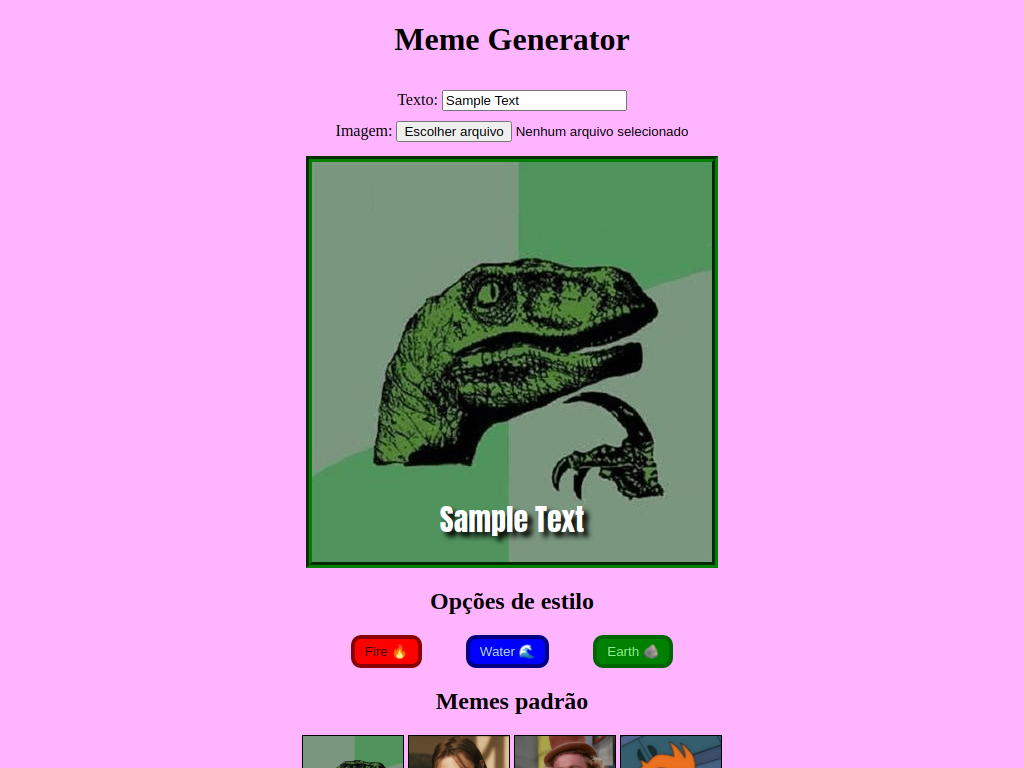 Meme Generator
Texto: Sample Text
Imagem: Escolher arquivo Nenhum arquivo selecionado
Sample Text
Opções de estilo
Fire 🔥 Water 🌊 Earth 🪨
Memes padrão